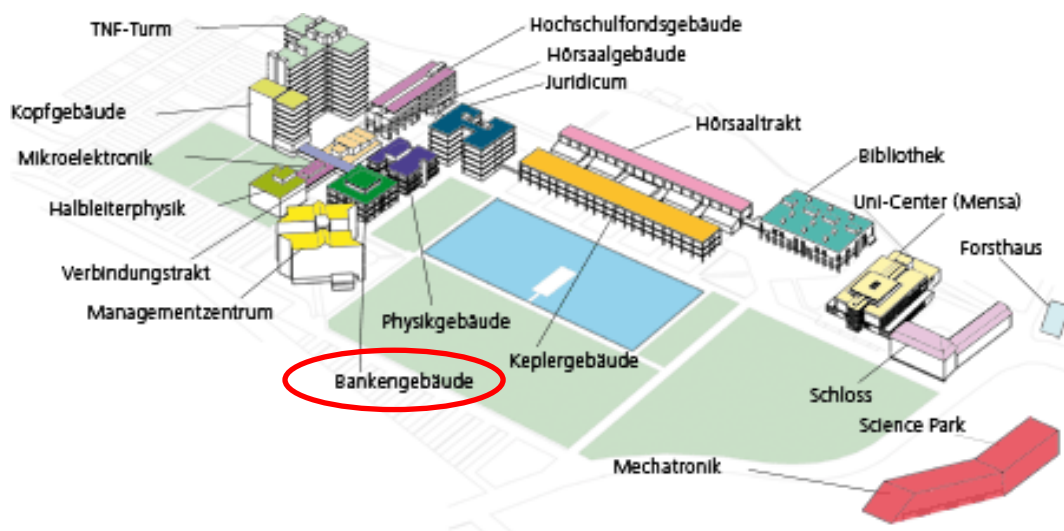 TNF-Turm
Hochschulfondsgebäude
Hörsaalgebäude
Juridicum
Kopfgebäude
Hörsaaltrakt
Mikroelektronik
Bibliothek
Uni-Center (Mensa)
Halbleiterphysik
Forsthaus
Verbindungstrakt
Managementzentrum
Physikgebäude
Keplergebäude
Bankengebäude
Schloss
Science Park
Mechatronik